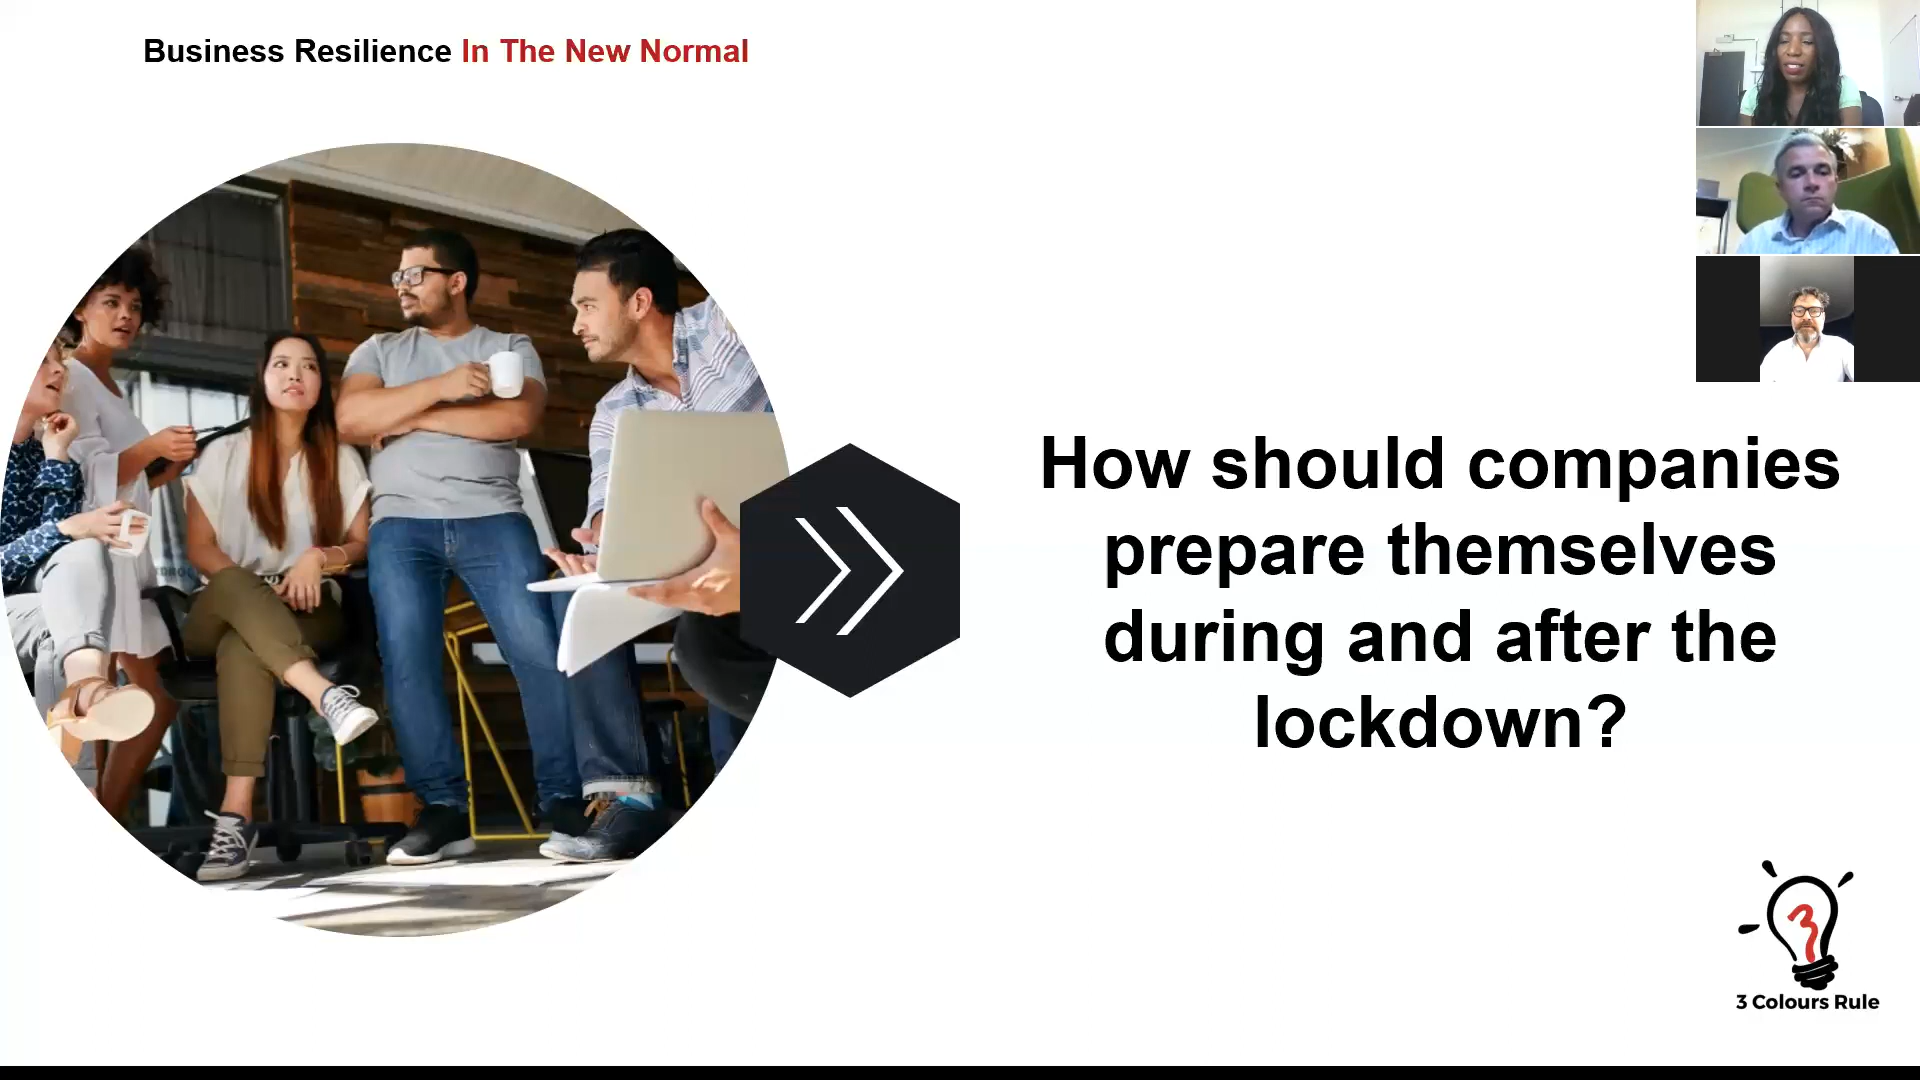 Business Resilience In The New Normal
How should companies
prepare themselves
during and after the
lockdown?
3
3 Colours Rule